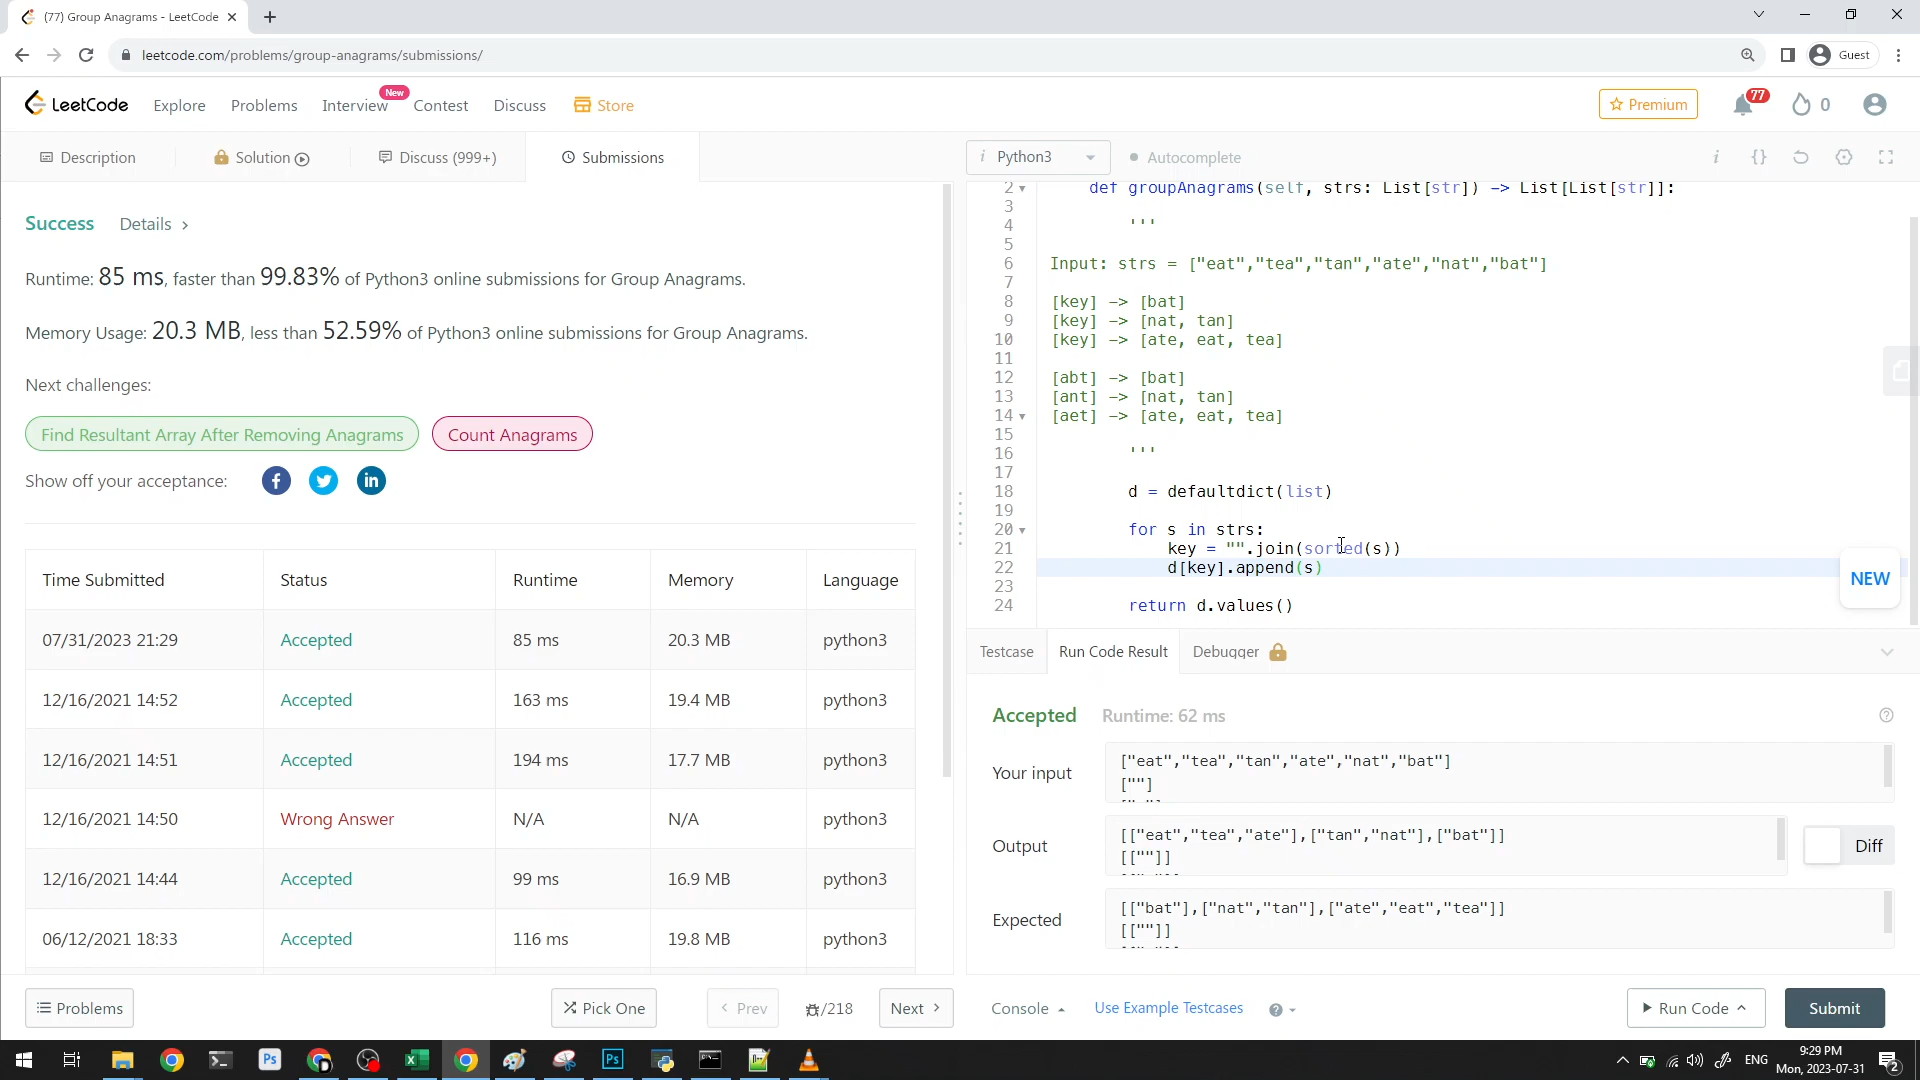 (77) Group Anagrams - LeetCode
leetcode.com/problems/group-anagrams/submissions/
Guest
LeetCode
Explore
Problems
Interview
New
Contest
Discuss
Store
Premium
77
0
Description
Solution
Discuss (999+)
Submissions
i Python3
Autocomplete
i {}
Success Details >
Runtime: 85 ms, faster than 99.83% of Python3 online submissions for Group Anagrams.
Memory Usage: 20.3 MB, less than 52.59% of Python3 online submissions for Group Anagrams.
Next challenges:
Find Resultant Array After Removing Anagrams
Count Anagrams
Show off your acceptance:
Time Submitted Status Runtime Memory Language
07/31/2023 21:29 Accepted 85 ms 20.3 MB python3
12/16/2021 14:52 Accepted 163 ms 19.4 MB python3
12/16/2021 14:51 Accepted 194 ms 17.7 MB python3
12/16/2021 14:50 Wrong Answer N/A N/A python3
12/16/2021 14:44 Accepted 99 ms 16.9 MB python3
06/12/2021 18:33 Accepted 116 ms 19.8 MB python3
2 def groupAnagrams(self, strs: List[str]) -> List[List[str]]:
3
4 '''
5
6 Input: strs = ["eat","tea","tan","ate","nat","bat"]
7
8 [key] -> [bat]
9 [key] -> [nat, tan]
10 [key] -> [ate, eat, tea]
11
12 [abt] -> [bat]
13 [ant] -> [nat, tan]
14 [aet] -> [ate, eat, tea]
15
16 '''
17
18 d = defaultdict(list)
19
20 for s in strs:
21 key = "".join(sorted(s))
22 d[key].append(s)
23
24 return d.values()
NEW
Testcase
Run Code Result
Debugger
Accepted Runtime: 62 ms
Your input
["eat","tea","tan","ate","nat","bat"]
[""]
Output
[["eat","tea","ate"],["tan","nat"],["bat"]]
[[""]]
Diff
Expected
[["bat"],["nat","tan"],["ate","eat","tea"]]
[[""]]
Problems
Pick One
< Prev
/218
Next >
Console
Use Example Testcases
Run Code
Submit
Ps
Ps
ENG
9:29 PM
Mon, 2023-07-31
2